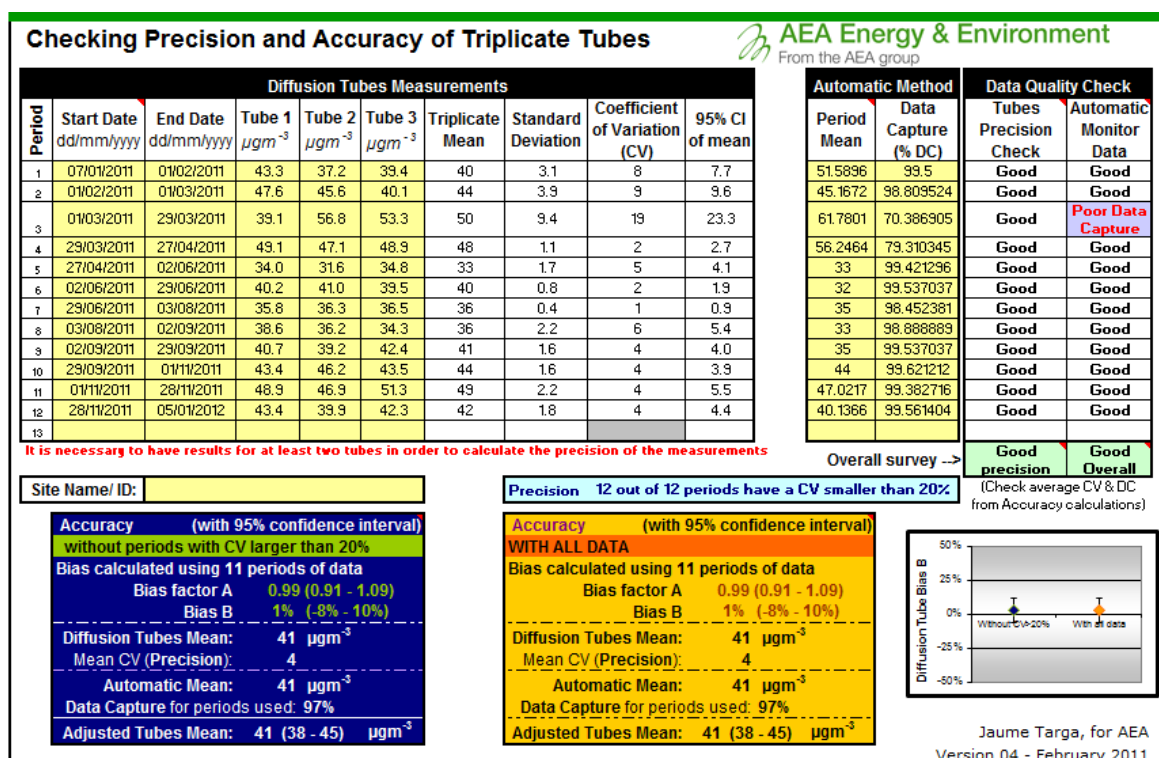 Checking Precision and Accuracy of Triplicate Tubes
AEA Energy & Environment
From the AEA group
Diffusion Tubes Measurements
Automatic Method
Data Quality Check
Period
Start Date dd/mm/yyyy
End Date dd/mm/yyyy
Tube 1 µgm-3
Tube 2 µgm-3
Tube 3 µgm-3
Triplicate Mean
Standard Deviation
Coefficient of Variation (CV)
95% CI of mean
Period Mean
Data Capture (% DC)
Tubes Precision Check
Automatic Monitor Data
1 07/01/2011 01/02/2011 43.3 37.2 39.4 40 3.1 8 7.7 51.5896 99.5 Good Good
2 01/02/2011 01/03/2011 47.6 45.6 40.1 44 3.9 9 9.6 45.1672 98.809524 Good Good
3 01/03/2011 29/03/2011 39.1 56.8 53.3 50 9.4 19 23.3 61.7801 70.386905 Good Poor Data Capture
4 29/03/2011 27/04/2011 49.1 47.1 48.9 48 1.1 2 2.7 56.2464 79.310345 Good Good
5 27/04/2011 02/06/2011 34.0 31.6 34.8 33 1.7 5 4.1 33 99.421296 Good Good
6 02/06/2011 29/06/2011 40.2 41.0 39.5 40 0.8 2 1.9 32 99.537037 Good Good
7 29/06/2011 03/08/2011 35.8 36.3 36.5 36 0.4 1 0.9 35 98.452381 Good Good
8 03/08/2011 02/09/2011 38.6 36.2 34.3 36 2.2 6 5.4 33 98.888889 Good Good
9 02/09/2011 29/09/2011 40.7 39.2 42.4 41 1.6 4 4.0 35 99.537037 Good Good
10 29/09/2011 01/11/2011 43.4 46.2 43.5 44 1.6 4 3.9 44 99.621212 Good Good
11 01/11/2011 28/11/2011 48.9 46.9 51.3 49 2.2 4 5.5 47.0217 99.382716 Good Good
12 28/11/2011 05/01/2012 43.4 39.9 42.3 42 1.8 4 4.4 40.1366 99.561404 Good Good
13
It is necessary to have results for at least two tubes in order to calculate the precision of the measurements
Overall survey -->
Good precision
Good Overall
Site Name/ ID:
Precision 12 out of 12 periods have a CV smaller than 20%
(Check average CV & DC
from Accuracy calculations)
Accuracy (with 95% confidence interval)
without periods with CV larger than 20%
Bias calculated using 11 periods of data
Bias factor A 0.99 (0.91 - 1.09)
Bias B 1% (-8% - 10%)
Diffusion Tubes Mean: 41 µgm-3
Mean CV (Precision): 4
Automatic Mean: 41 µgm-3
Data Capture for periods used: 97%
Adjusted Tubes Mean: 41 (38 - 45) µgm-3
Accuracy (with 95% confidence interval)
WITH ALL DATA
Bias calculated using 11 periods of data
Bias factor A 0.99 (0.91 - 1.09)
Bias B 1% (-8% - 10%)
Diffusion Tubes Mean: 41 µgm-3
Mean CV (Precision): 4
Automatic Mean: 41 µgm-3
Data Capture for periods used: 97%
Adjusted Tubes Mean: 41 (38 - 45) µgm-3
Diffusion Tube Bias B
50%
25%
0%
-25%
-50%
Without CV>20%
With all data
Jaume Targa, for AEA
Version 04 - February 2011